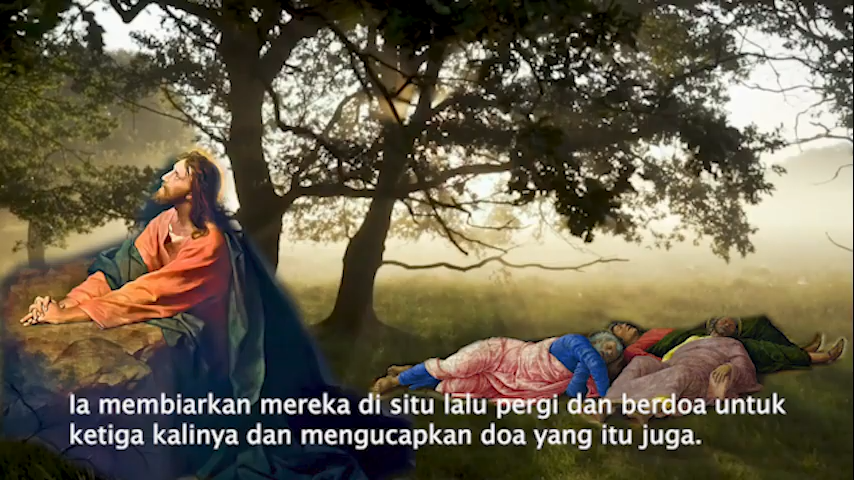 Ia membiarkan mereka di situ lalu pergi dan berdoa untuk
ketiga kalinya dan mengucapkan doa yang itu juga.